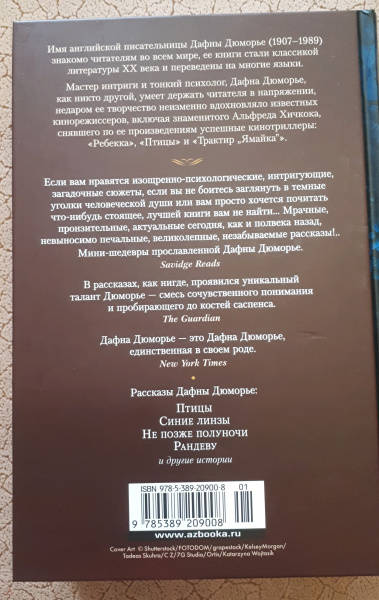 Имя английской писательницы Дафны Дюморье (1907–1989)
знакомо читателям во всем мире, ее книги стали классикой
литературы XX века и переведены на многие языки.
Мастер интриги и тонкий психолог, Дафна Дюморье,
как никто другой, умеет держать читателя в напряжении,
недаром ее творчество неизменно вдохновляло известных
кинорежиссеров, включая знаменитого Альфреда Хичкока,
снявшего по ее произведениям успешные кинотриллеры:
«Ребекка», «Птицы» и «Трактир „Ямайка“».
Если вам нравятся изощренно-психологические, интригующие,
загадочные сюжеты, если вы не боитесь заглянуть в темные
уголки человеческой души или вам просто хочется почитать
что-нибудь стоящее, лучшей книги вам не найти... Мрачные,
пронзительные, актуальные сегодня, как и полвека назад,
невыносимо печальные, великолепные, незабываемые рассказы!..
Мини-шедевры прославленной Дафны Дюморье.
Savidge Reads
В рассказах, как нигде, проявился уникальный
талант Дюморье — смесь сочувственного понимания
и пробирающего до костей саспенса.
The Guardian
Дафна Дюморье — это Дафна Дюморье,
единственная в своем роде.
New York Times
Рассказы Дафны Дюморье:
Птицы
Синие линзы
Не позже полуночи
Рандеву
и другие истории
ISBN 978-5-389-20900-8 01
9 785389 209008
www.azbooka.ru
Cover Art © Shutterstock/FOTODOM/grapestock/KelseyMorgan/
Tadeas Skuhra/C Z/7G Studio/Ortis/Katarzyna Wojtasik